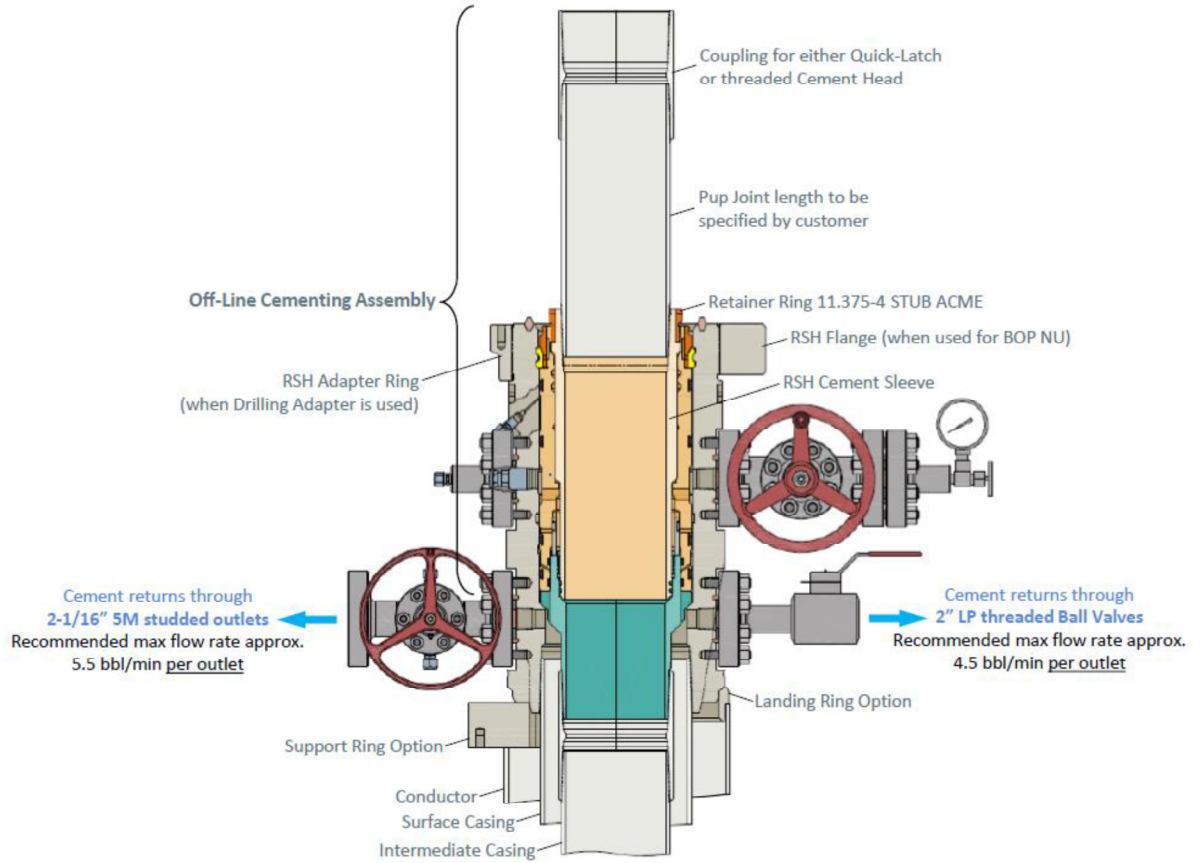 Coupling for either Quick-Latch
or threaded Cement Head
Pup Joint length to be
specified by customer
Off-Line Cementing Assembly
Retainer Ring 11.375-4 STUB ACME
RSH Flange (when used for BOP NU)
RSH Adapter Ring
(when Drilling Adapter is used)
RSH Cement Sleeve
Cement returns through
2-1/16" 5M studded outlets
Recommended max flow rate approx.
5.5 bbl/min per outlet
Cement returns through
2" LP threaded Ball Valves
Recommended max flow rate approx.
4.5 bbl/min per outlet
Landing Ring Option
Support Ring Option
Conductor
Surface Casing
Intermediate Casing